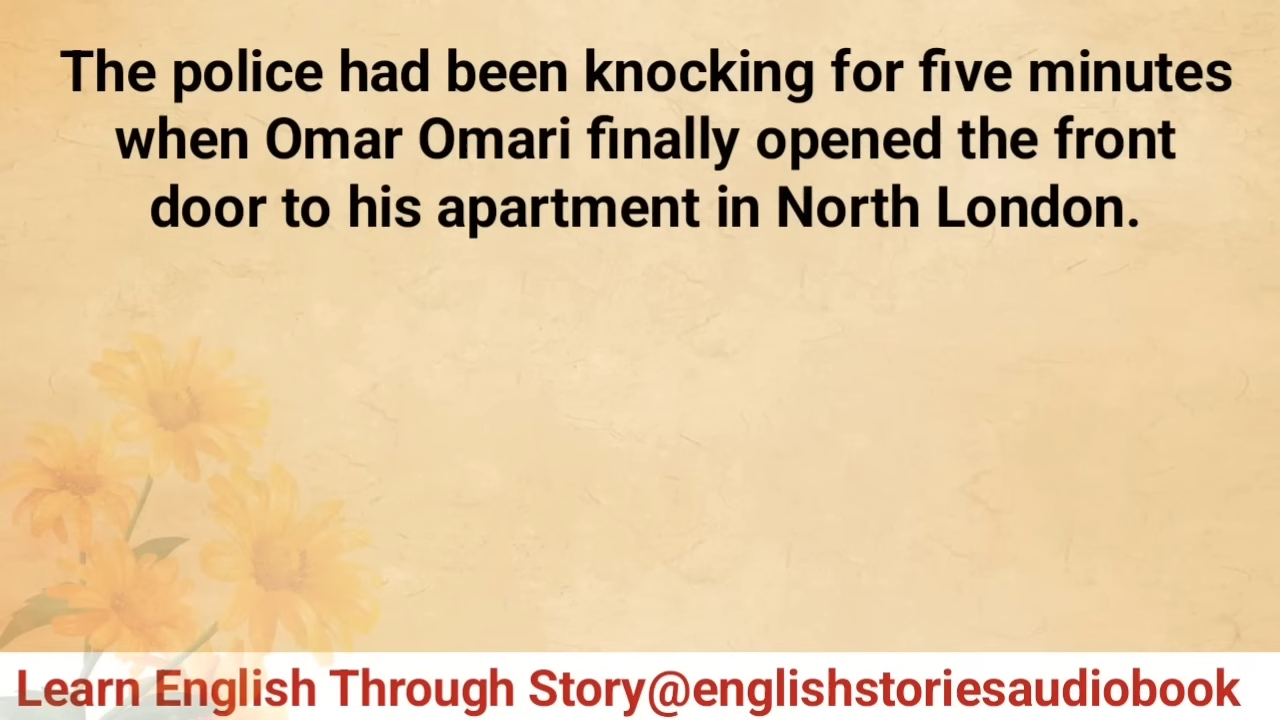 The police had been knocking for five minutes
when Omar Omari finally opened the front
door to his apartment in North London.
Learn English Through Story@englishstoriesaudiobook